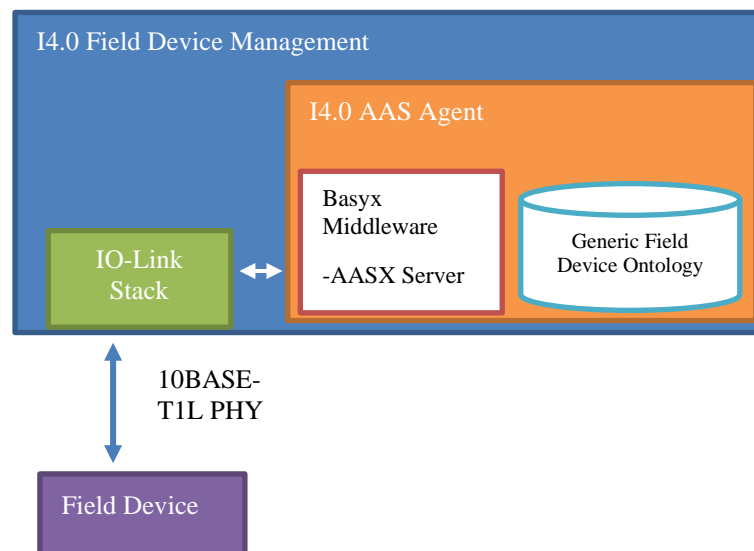 I4.0 Field Device Management
I4.0 AAS Agent
Basyx
Middleware
-AASX Server
Generic Field
Device Ontology
IO-Link
Stack
10BASE-
T1L PHY
Field Device